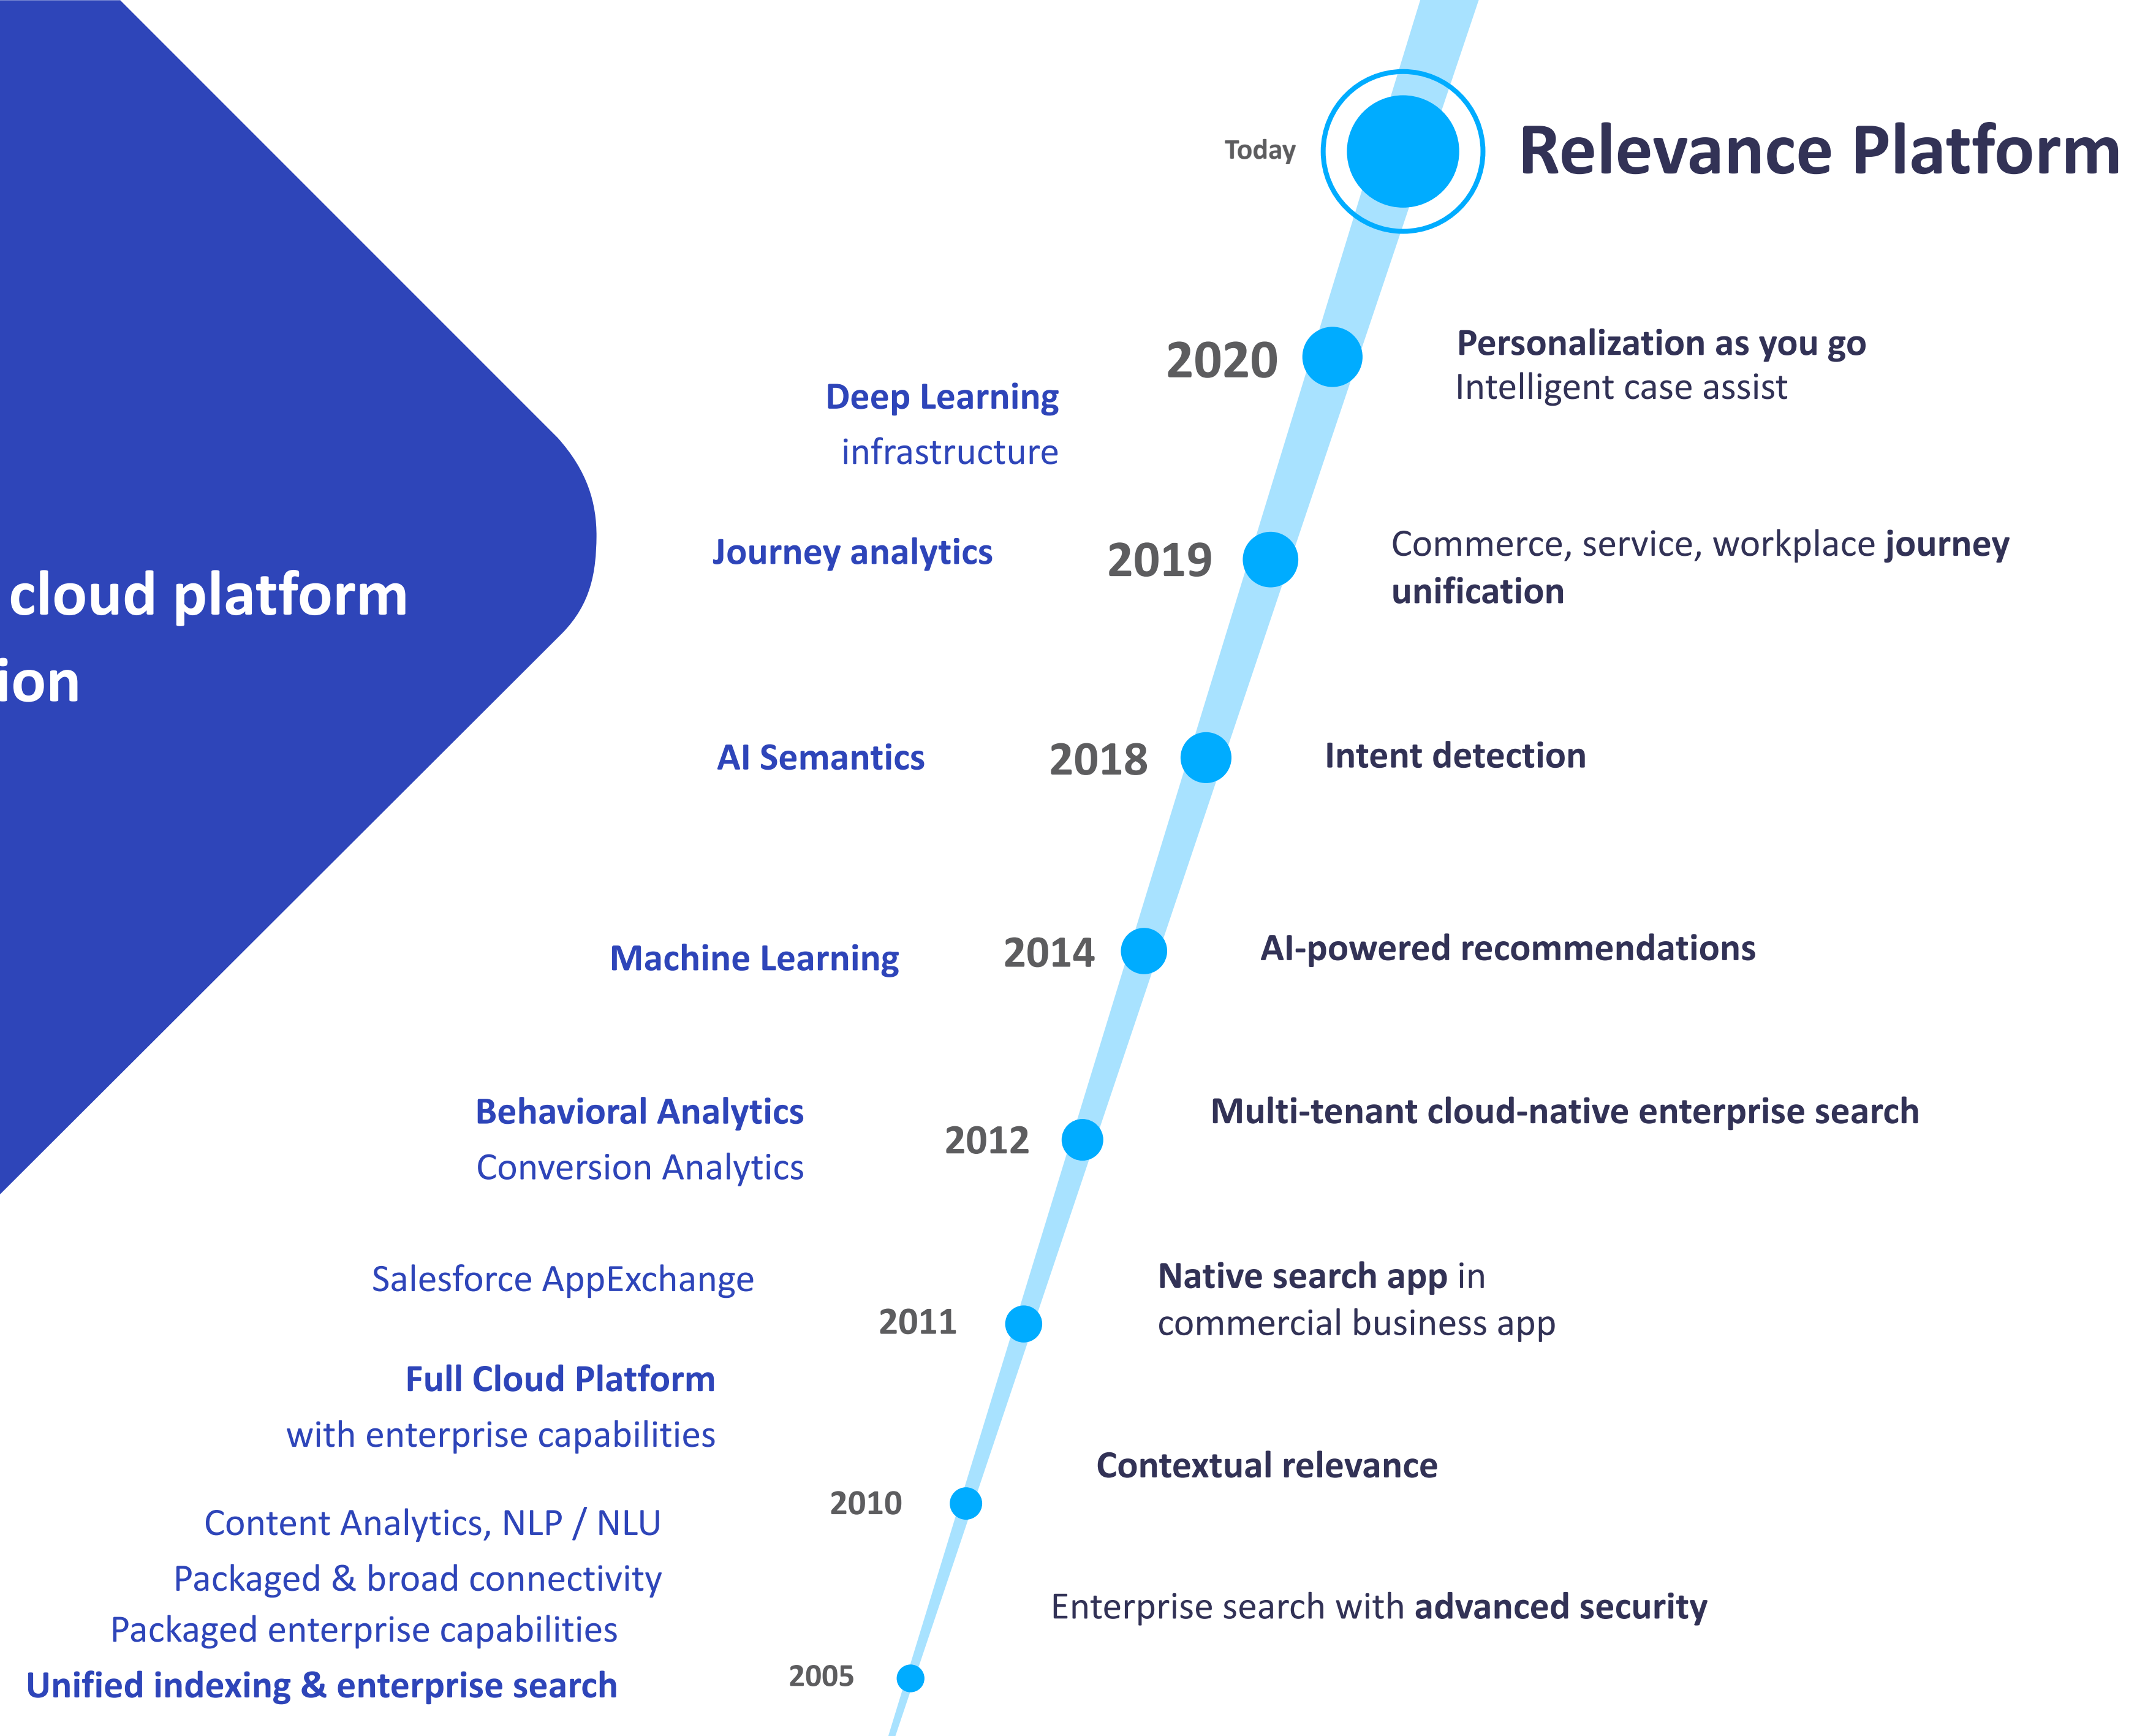 cloud platform
ion
Today
Relevance Platform
2020
Personalization as you go
Intelligent case assist
Deep Learning
infrastructure
Journey analytics
2019
Commerce, service, workplace journey
unification
AI Semantics
2018
Intent detection
Machine Learning
2014
AI-powered recommendations
Behavioral Analytics
Conversion Analytics
2012
Multi-tenant cloud-native enterprise search
Salesforce AppExchange
2011
Native search app in
commercial business app
Full Cloud Platform
with enterprise capabilities
2010
Contextual relevance
Content Analytics, NLP / NLU
Packaged & broad connectivity
Packaged enterprise capabilities
Unified indexing & enterprise search
2005
Enterprise search with advanced security